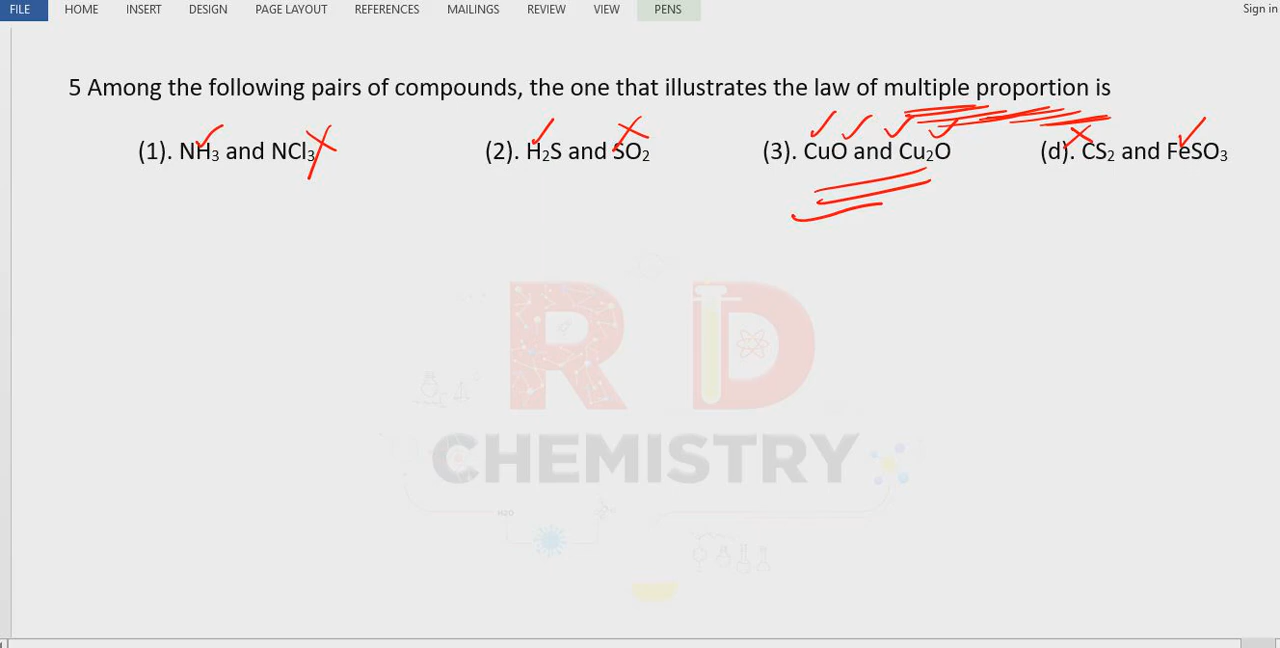 FILE HOME INSERT DESIGN PAGE LAYOUT REFERENCES MAILINGS REVIEW VIEW PENS Sign in
5 Among the following pairs of compounds, the one that illustrates the law of multiple proportion is
(1). NH₃ and NCl₃ (2). H₂S and SO₂ (3). CuO and Cu₂O (d). CS₂ and FeSO₃
R D
CHEMISTRY
H2O